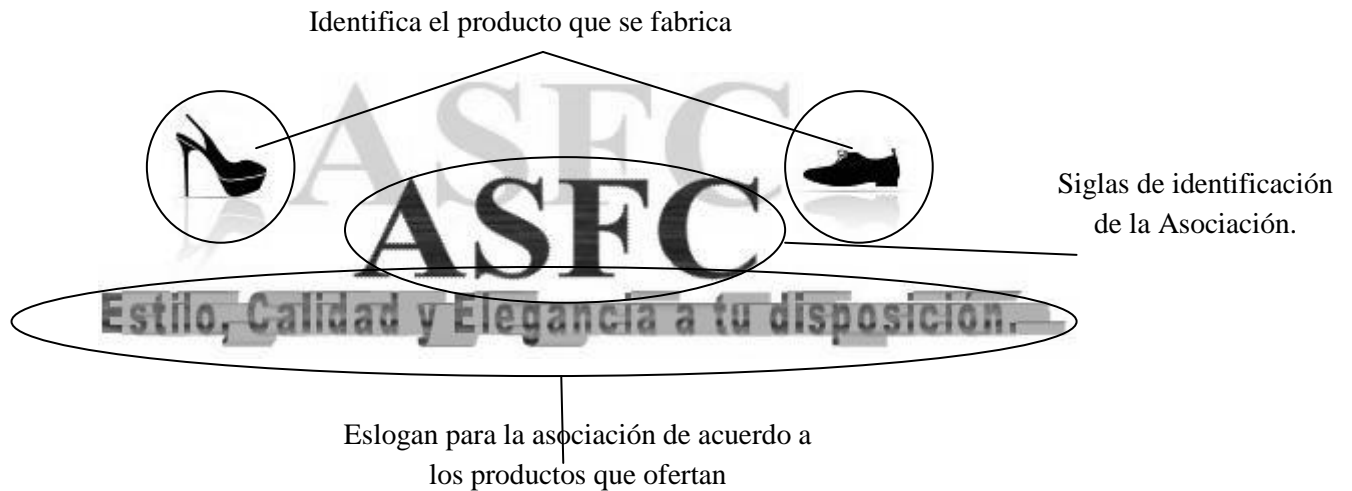 Identifica el producto que se fabrica
ASFC
ASFC
Siglas de identificación
de la Asociación.
Estilo, Calidad y Elegancia a tu disposición.
Eslogan para la asociación de acuerdo a
los productos que ofertan